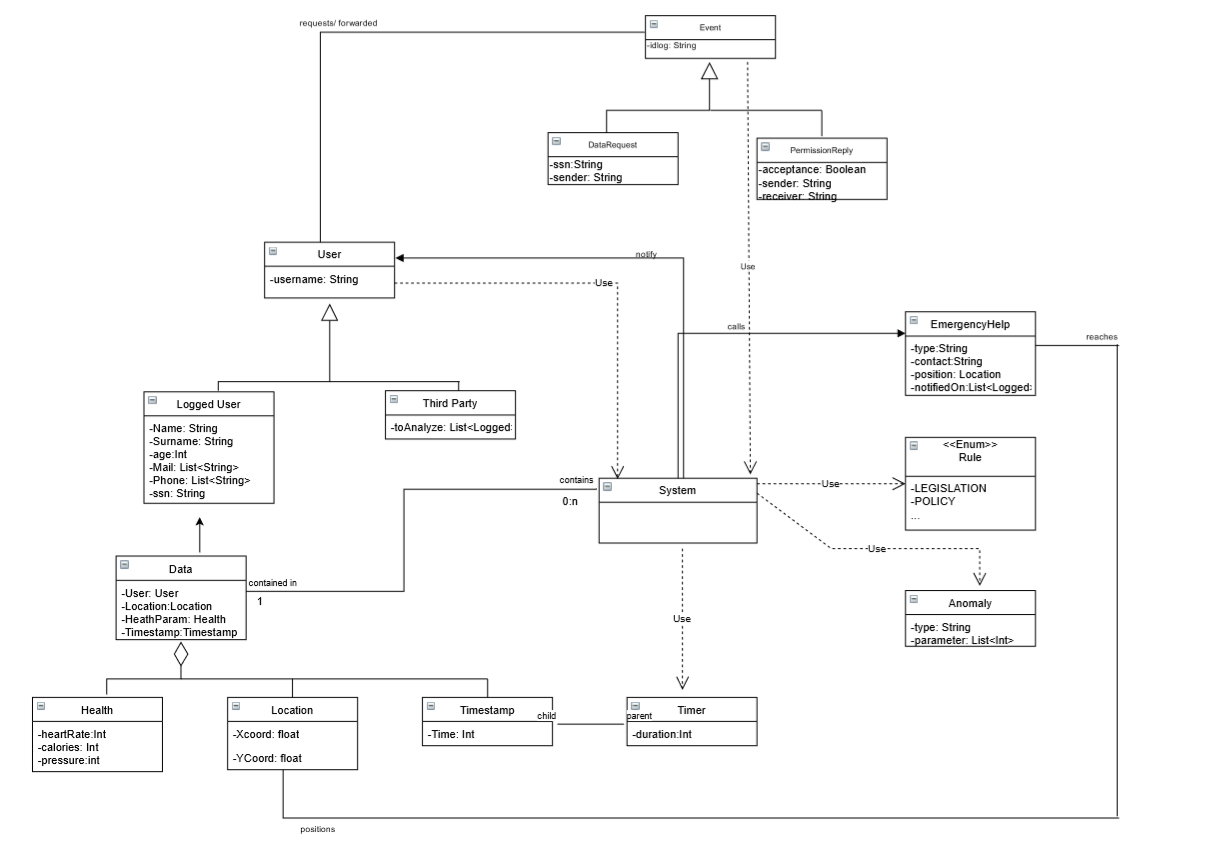 requests/ forwarded
Event
-idlog: String
DataRequest
-ssn:String
-sender: String
PermissionReply
-acceptance: Boolean
-sender: String
-receiver: String
User
-username: String
notify
Use
Use
calls
EmergencyHelp
-type:String
-contact:String
-position: Location
-notifiedOn:List<Logged
reaches
Logged User
-Name: String
-Surname: String
-age:Int
-Mail: List<String>
-Phone: List<String>
-ssn: String
Third Party
-toAnalyze: List<Logged
<<Enum>>
Rule
-LEGISLATION
-POLICY
...
contains
0:n
System
Use
Use
Data
-User: User
-Location:Location
-HeathParam: Health
-Timestamp:Timestamp
contained in
1
Anomaly
-type: String
-parameter: List<Int>
Use
Health
-heartRate:Int
-calories: Int
-pressure:int
Location
-Xcoord: float
-YCoord: float
Timestamp
-Time: Int
child
parent
Timer
-duration:Int
positions